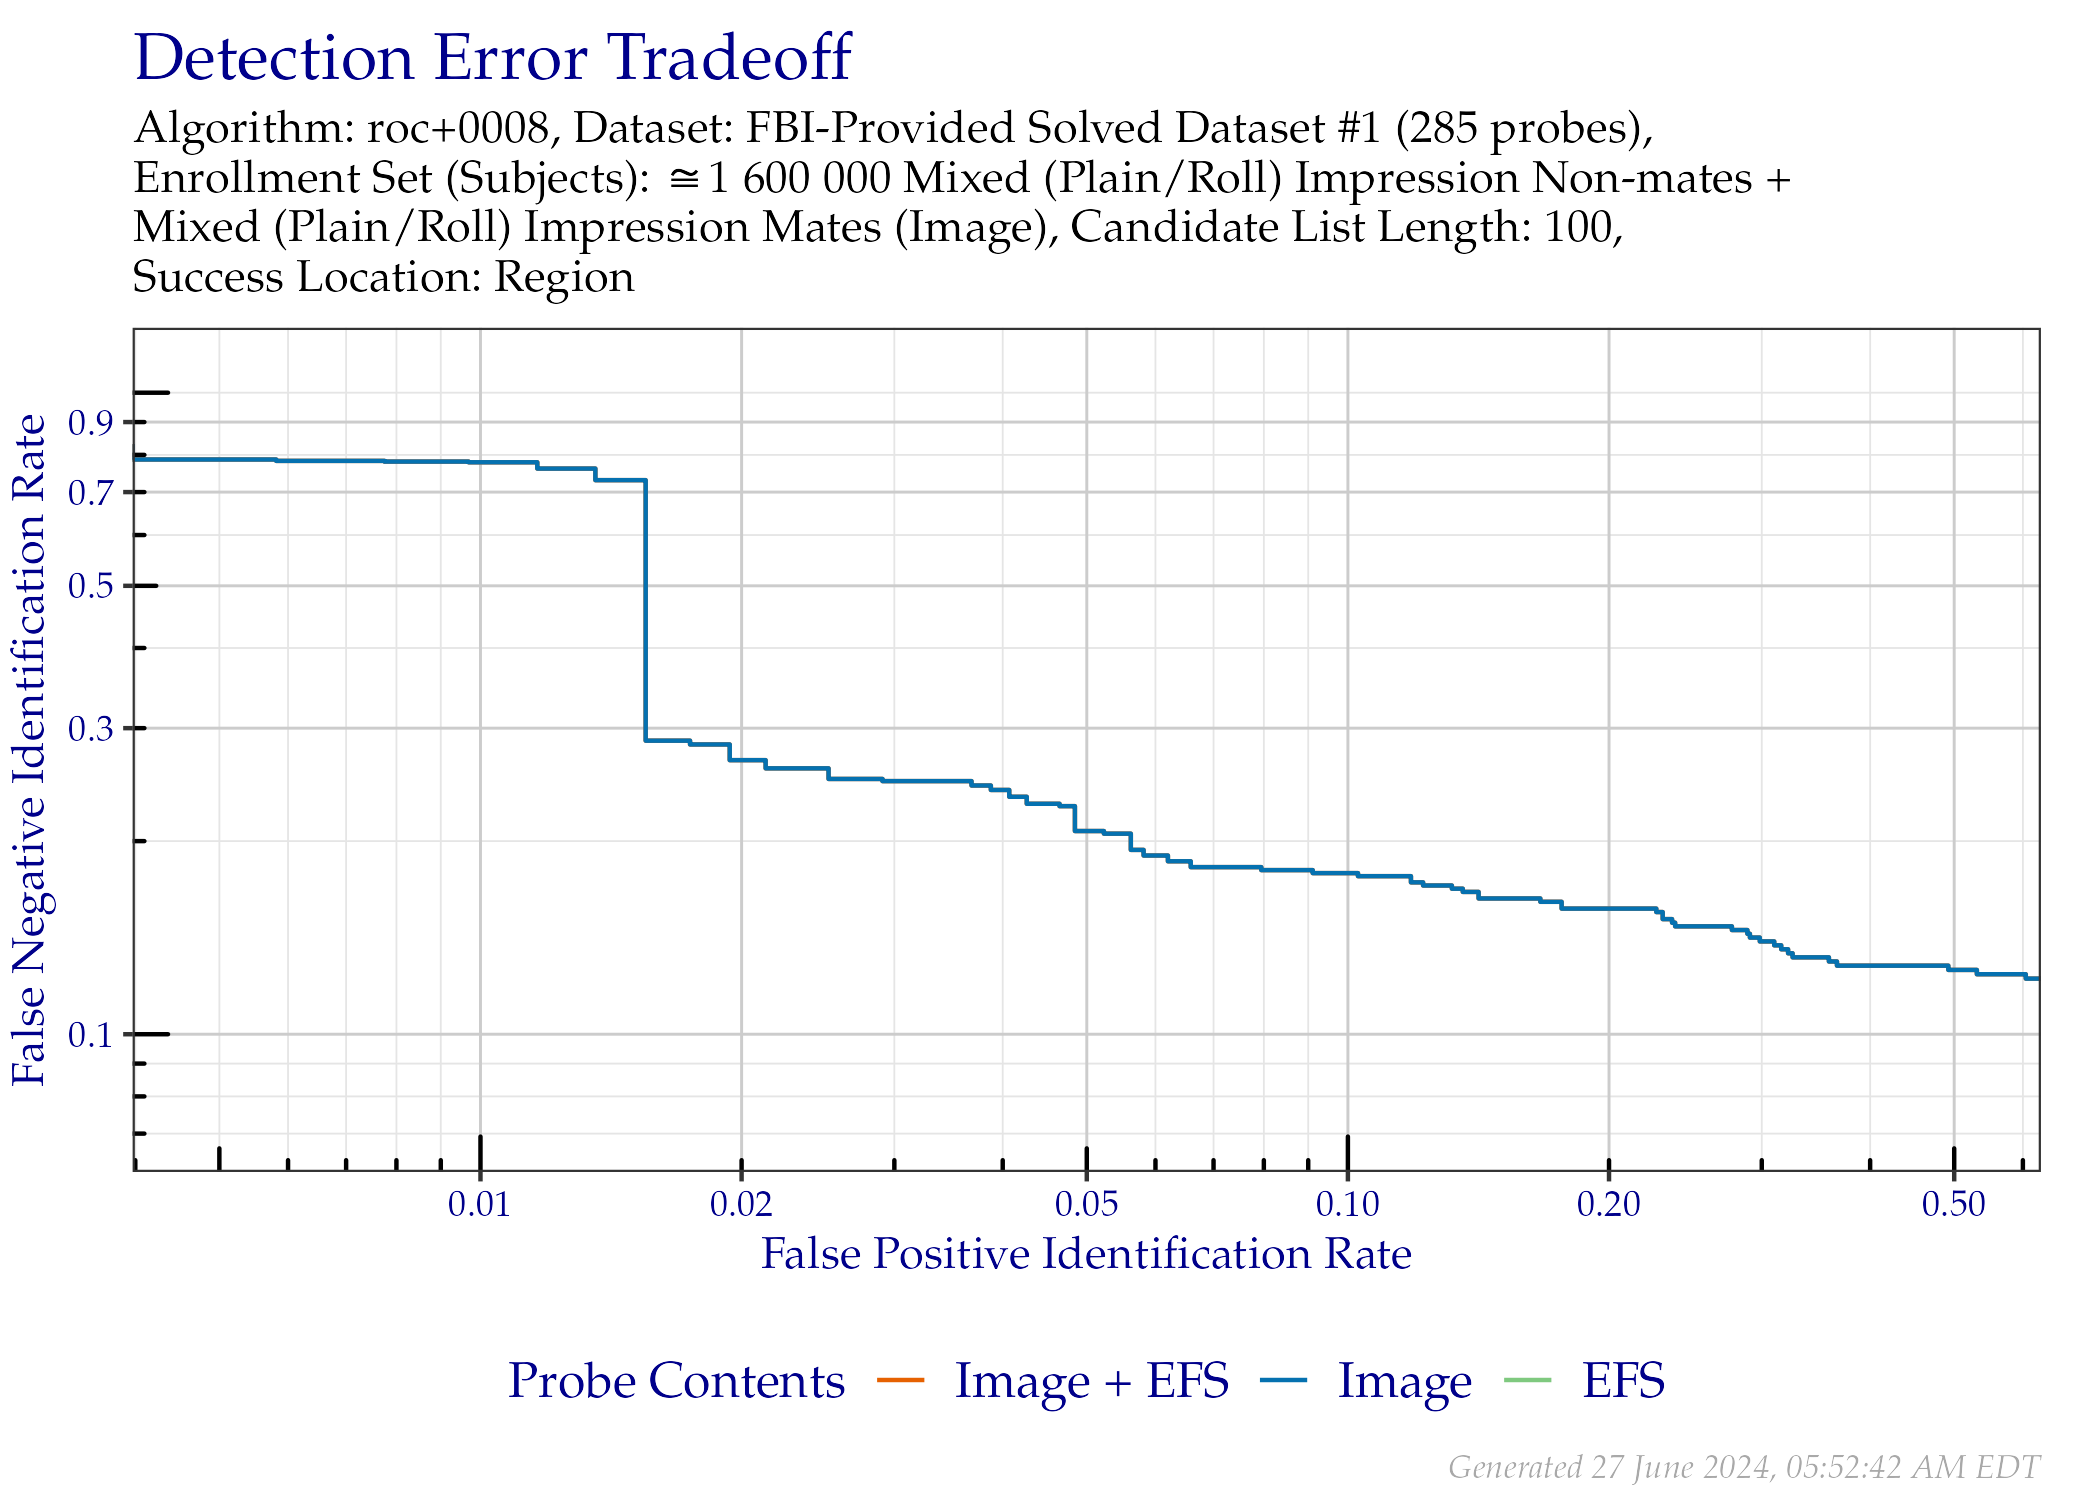 Detection Error Tradeoff
Algorithm: roc+0008, Dataset: FBI-Provided Solved Dataset #1 (285 probes),
Enrollment Set (Subjects): ≅ 1 600 000 Mixed (Plain/Roll) Impression Non-mates +
Mixed (Plain/Roll) Impression Mates (Image), Candidate List Length: 100,
Success Location: Region
False Negative Identification Rate
0.9
0.7
0.5
0.3
0.1
0.01 0.02 0.05 0.10 0.20 0.50
False Positive Identification Rate
Probe Contents Image + EFS Image EFS
Generated 27 June 2024, 05:52:42 AM EDT